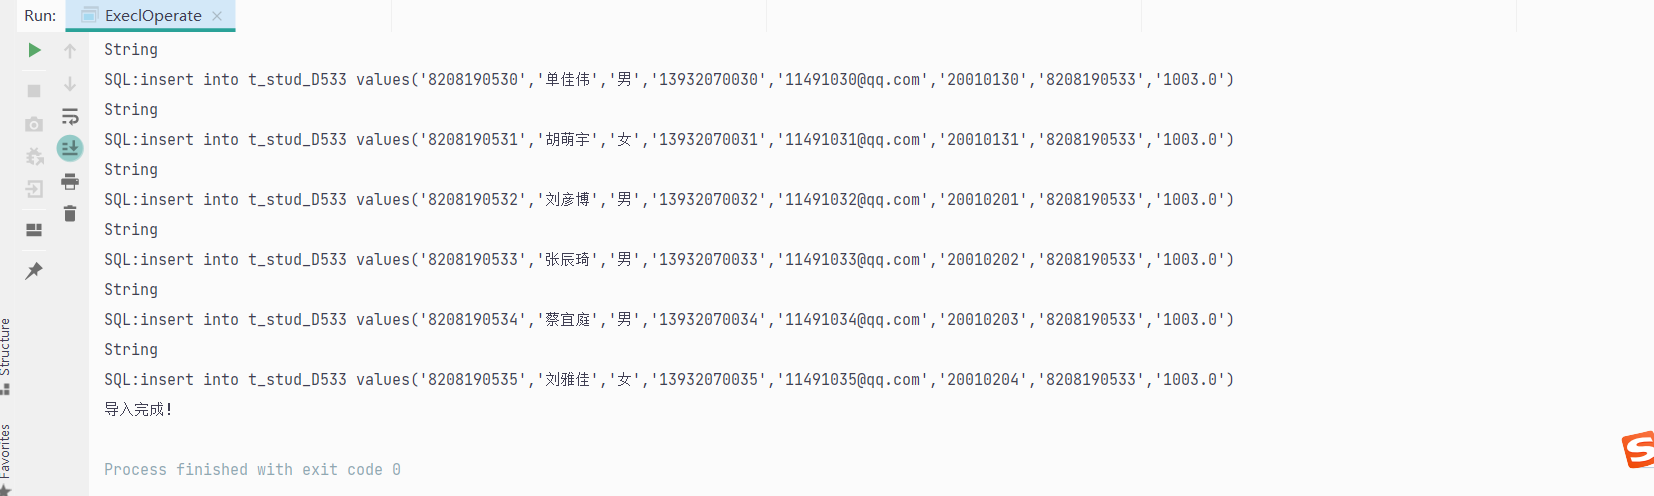 Run: ExeclOperate
String
SQL:insert into t_stud_D533 values('8208190530','单佳伟','男','13932070030','11491030@qq.com','20010130','8208190533','1003.0')
String
SQL:insert into t_stud_D533 values('8208190531','胡萌宇','女','13932070031','11491031@qq.com','20010131','8208190533','1003.0')
String
SQL:insert into t_stud_D533 values('8208190532','刘彦博','男','13932070032','11491032@qq.com','20010201','8208190533','1003.0')
String
SQL:insert into t_stud_D533 values('8208190533','张辰琦','男','13932070033','11491033@qq.com','20010202','8208190533','1003.0')
String
SQL:insert into t_stud_D533 values('8208190534','蔡宜庭','男','13932070034','11491034@qq.com','20010203','8208190533','1003.0')
String
SQL:insert into t_stud_D533 values('8208190535','刘雅佳','女','13932070035','11491035@qq.com','20010204','8208190533','1003.0')
导入完成!
Process finished with exit code 0
Structure
Favorites